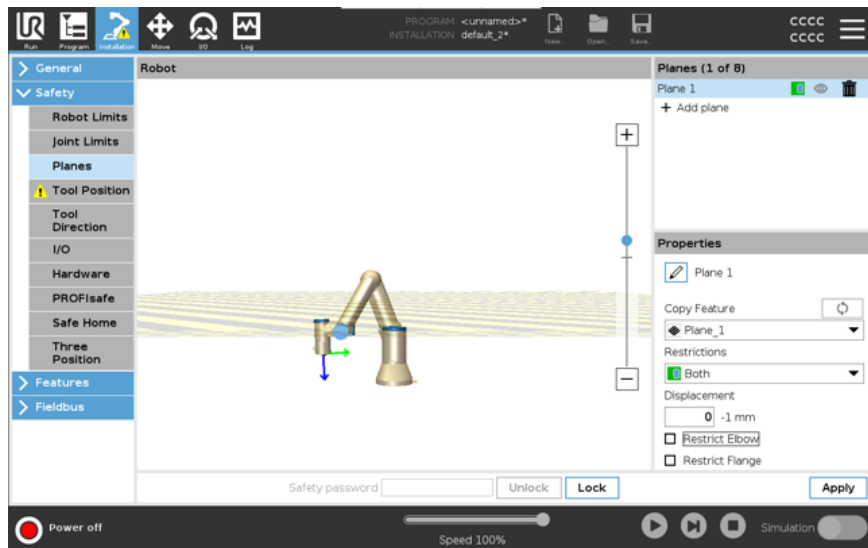 PROGRAM <unnamed>*
INSTALLATION default_2*
UR
Run
Program
Installation
Move
I/O
Log
New...
Open...
Save...
cccc
cccc
General
Safety
Robot Limits
Joint Limits
Planes
Tool Position
Tool
Direction
I/O
Hardware
PROFIsafe
Safe Home
Three
Position
Features
Fieldbus
Robot
Planes (1 of 8)
Plane 1
+ Add plane
Properties
Plane 1
Copy Feature
Plane_1
Restrictions
Both
Displacement
0 -1 mm
Restrict Elbow
Restrict Flange
Safety password
Unlock
Lock
Apply
Power off
Speed 100%
Simulation